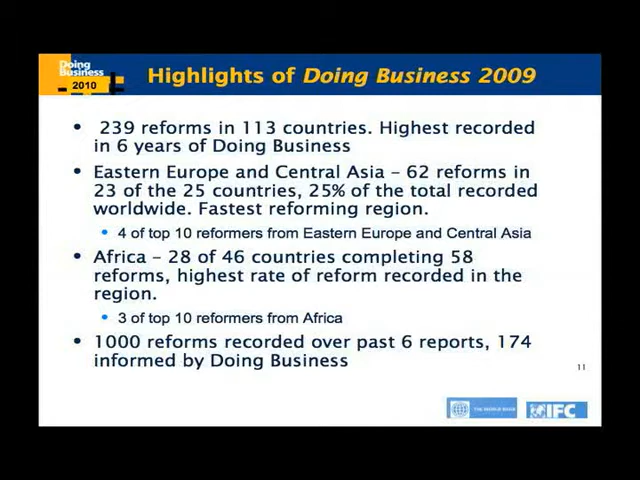 Doing
Business
2010
Highlights of Doing Business 2009
• 239 reforms in 113 countries. Highest recorded
in 6 years of Doing Business
• Eastern Europe and Central Asia – 62 reforms in
23 of the 25 countries, 25% of the total recorded
worldwide. Fastest reforming region.
• 4 of top 10 reformers from Eastern Europe and Central Asia
• Africa – 28 of 46 countries completing 58
reforms, highest rate of reform recorded in the
region.
• 3 of top 10 reformers from Africa
• 1000 reforms recorded over past 6 reports, 174
informed by Doing Business
11
THE WORLD BANK
IFC